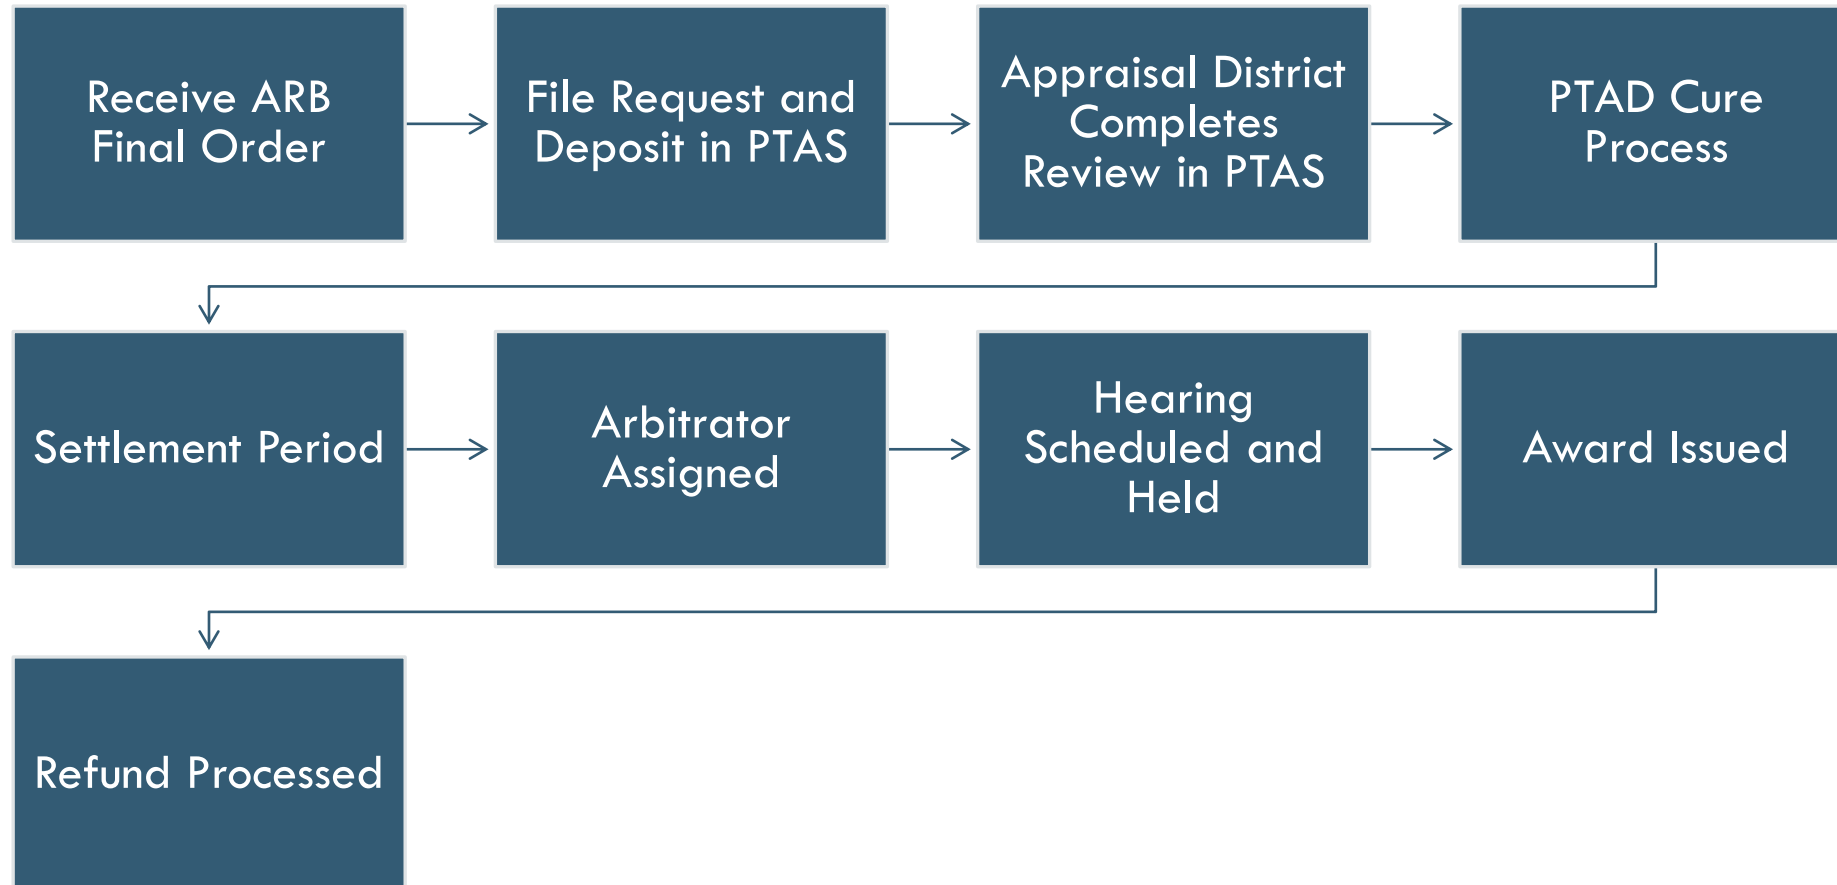 Receive ARB
Final Order
File Request and
Deposit in PTAS
Appraisal District
Completes
Review in PTAS
PTAD Cure
Process
Settlement Period
Arbitrator
Assigned
Hearing
Scheduled and
Held
Award Issued
Refund Processed